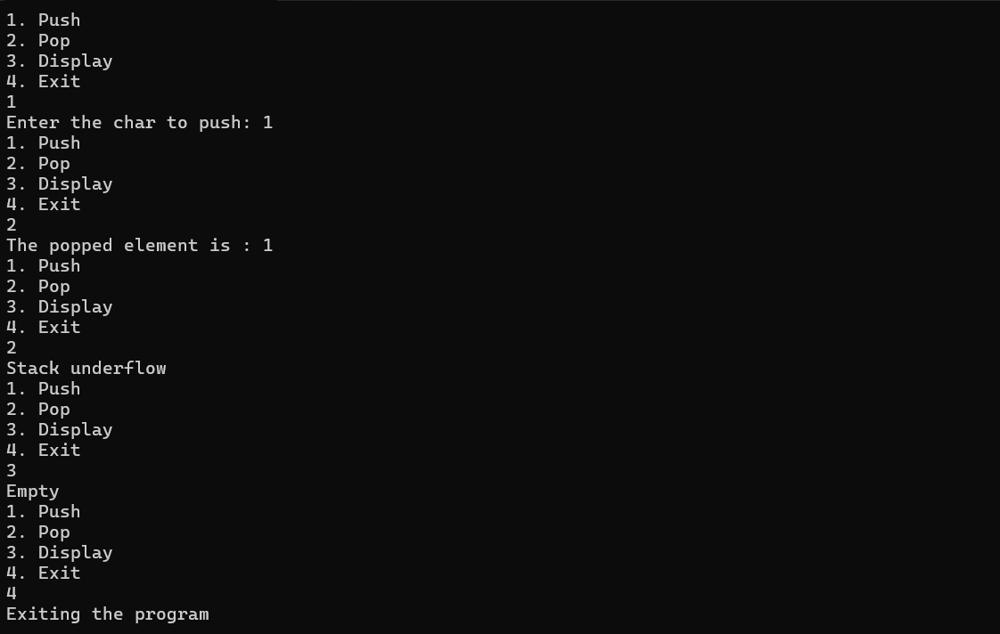 1. Push
2. Pop
3. Display
4. Exit
1
Enter the char to push: 1
1. Push
2. Pop
3. Display
4. Exit
2
The popped element is : 1
1. Push
2. Pop
3. Display
4. Exit
2
Stack underflow
1. Push
2. Pop
3. Display
4. Exit
3
Empty
1. Push
2. Pop
3. Display
4. Exit
4
Exiting the program